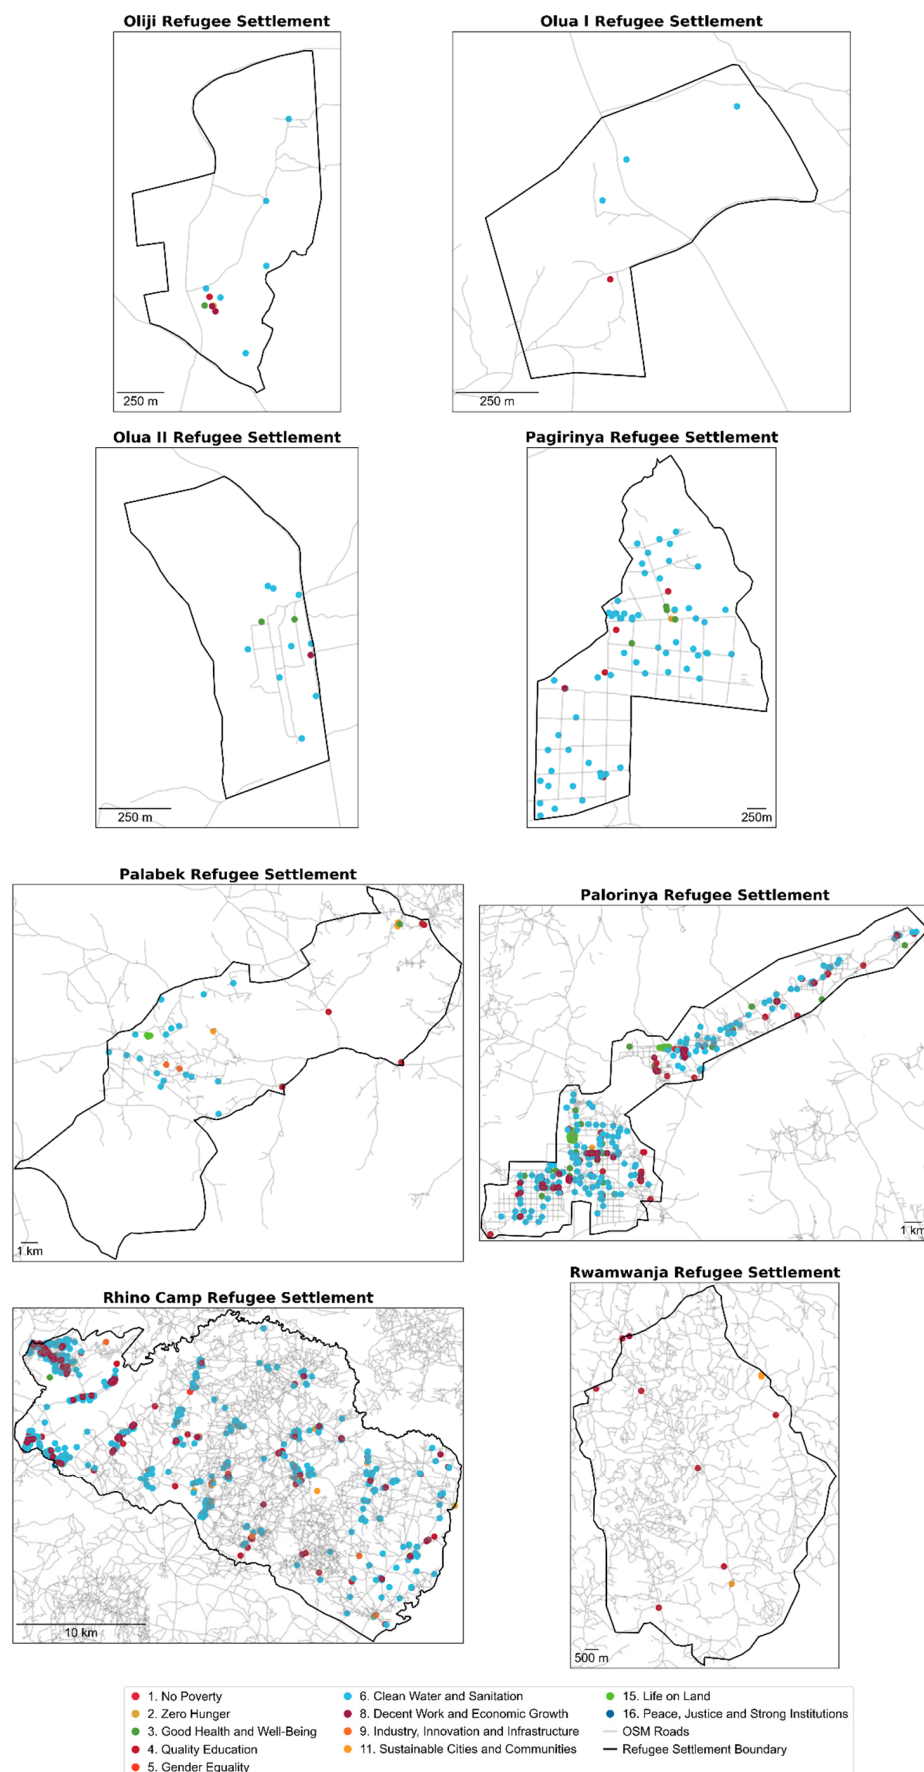 Oliji Refugee Settlement
Olua I Refugee Settlement
250 m
250 m
Olua II Refugee Settlement
Pagirinya Refugee Settlement
250 m
250m
Palabek Refugee Settlement
Palorinya Refugee Settlement
1 km
1 km
Rhino Camp Refugee Settlement
Rwamwanja Refugee Settlement
10 km
500 m
1. No Poverty
2. Zero Hunger
3. Good Health and Well-Being
4. Quality Education
5. Gender Equality
6. Clean Water and Sanitation
8. Decent Work and Economic Growth
9. Industry, Innovation and Infrastructure
11. Sustainable Cities and Communities
15. Life on Land
16. Peace, Justice and Strong Institutions
OSM Roads
Refugee Settlement Boundary